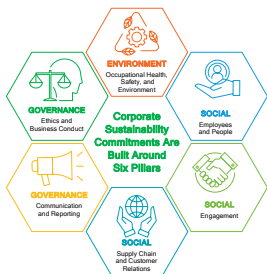 ENVIRONMENT
Occupational Health,
Safety, and
Environment
GOVERNANCE
Ethics and
Business Conduct
SOCIAL
Employees
and People
Corporate
Sustainability
Commitments Are
Built Around
Six Pillars
GOVERNANCE
Communication
and Reporting
SOCIAL
Engagement
SOCIAL
Supply Chain
and Customer
Relations